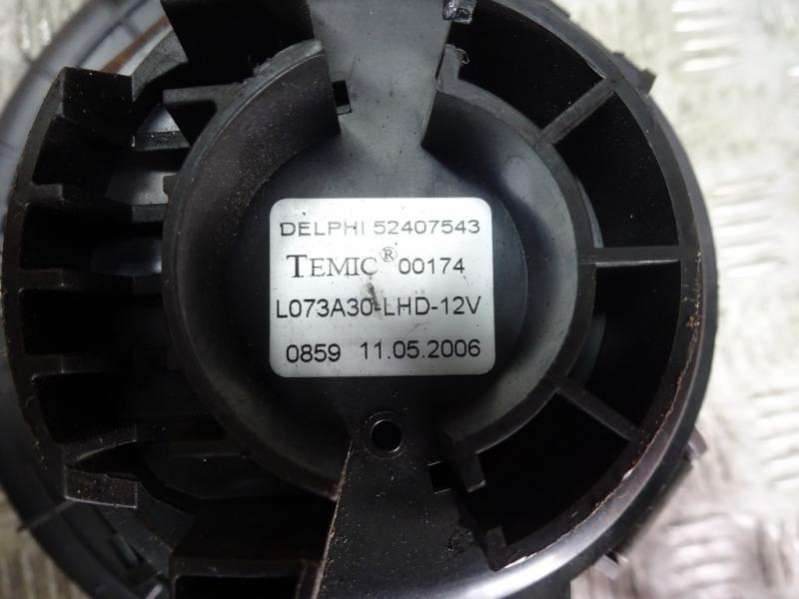 DELPHI 52407543
TEMIC® 00174
L073A30-LHD-12V
0859 11.05.2006